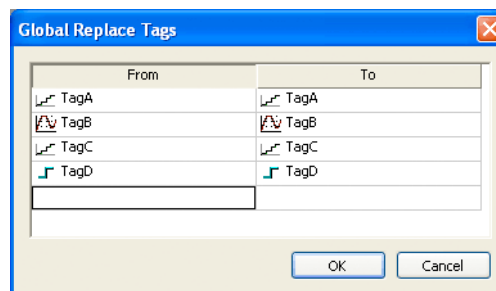 Global Replace Tags
From To
TagA TagA
TagB TagB
TagC TagC
TagD TagD
OK Cancel